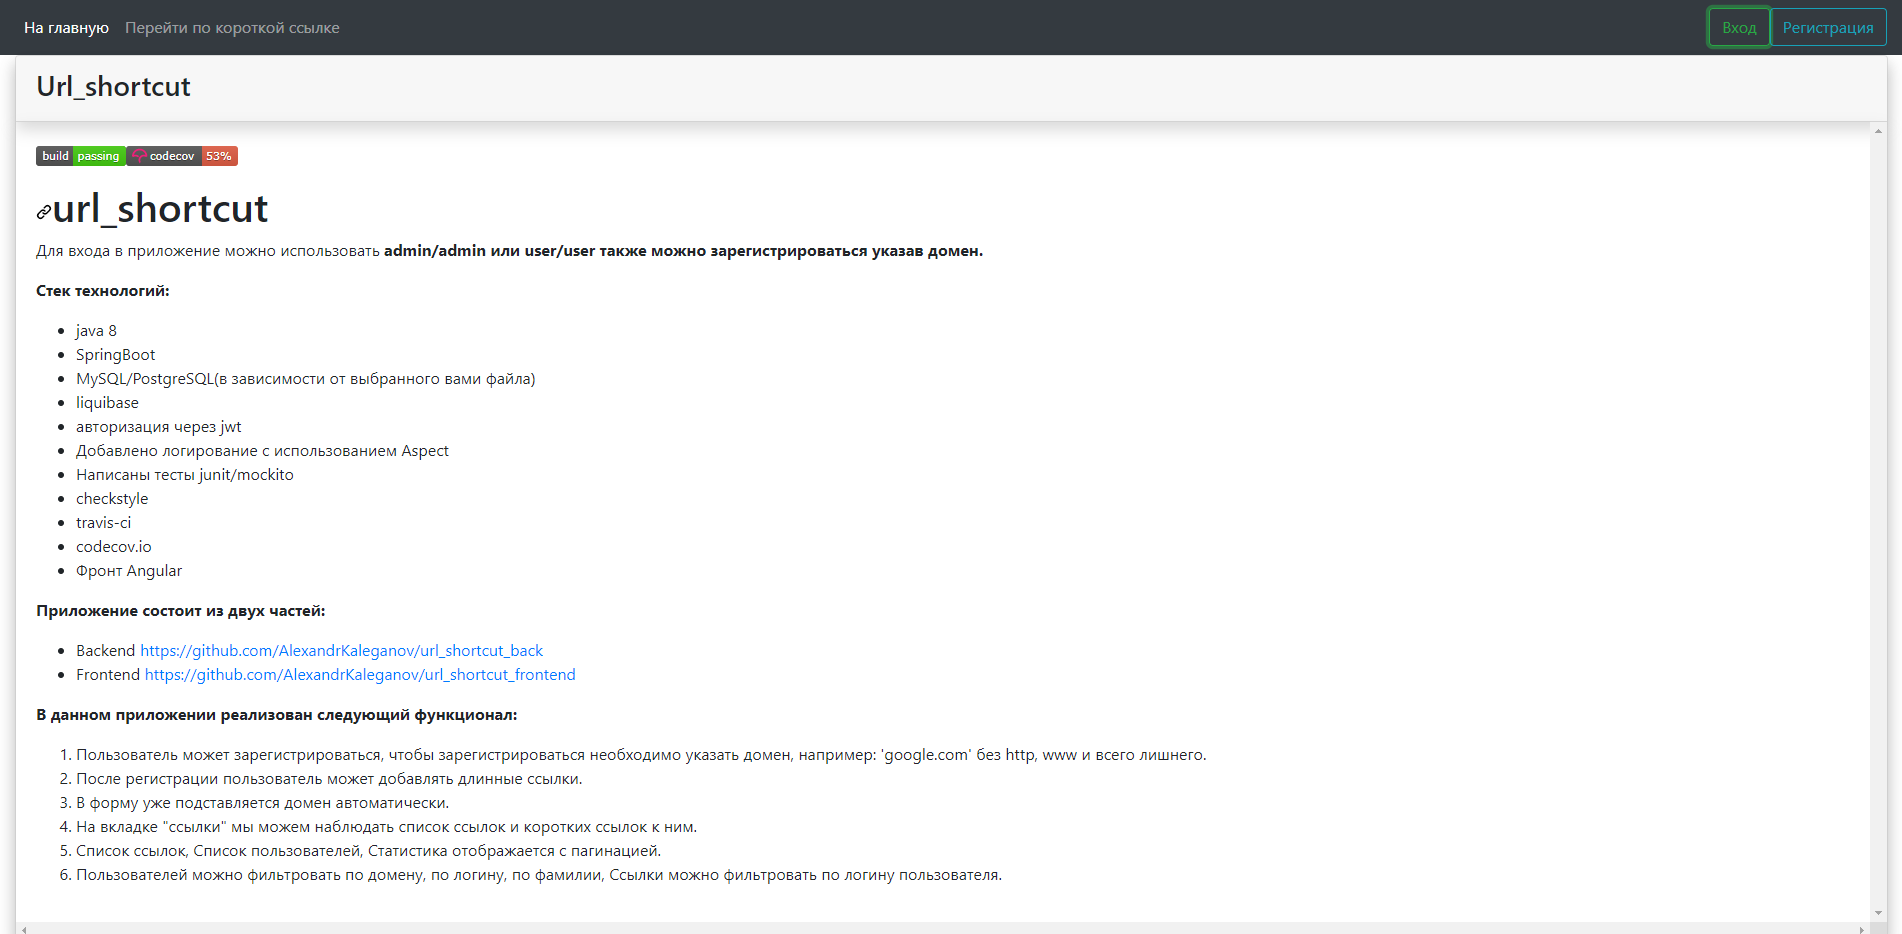 На главную Перейти по короткой ссылке Вход Регистрация
Url_shortcut
build passing codecov 53%
url_shortcut
Для входа в приложение можно использовать admin/admin или user/user также можно зарегистрироваться указав домен.
Стек технологий:
java 8
SpringBoot
MySQL/PostgreSQL(в зависимости от выбранного вами файла)
liquibase
авторизация через jwt
Добавлено логирование с использованием Aspect
Написаны тесты junit/mockito
checkstyle
travis-ci
codecov.io
Фронт Angular
Приложение состоит из двух частей:
Backend https://github.com/AlexandrKaleganov/url_shortcut_back
Frontend https://github.com/AlexandrKaleganov/url_shortcut_frontend
В данном приложении реализован следующий функционал:
1. Пользователь может зарегистрироваться, чтобы зарегистрироваться необходимо указать домен, например: 'google.com' без http, www и всего лишнего.
2. После регистрации пользователь может добавлять длинные ссылки.
3. В форму уже подставляется домен автоматически.
4. На вкладке "ссылки" мы можем наблюдать список ссылок и коротких ссылок к ним.
5. Список ссылок, Список пользователей, Статистика отображается с пагинацией.
6. Пользователей можно фильтровать по домену, по логину, по фамилии, Ссылки можно фильтровать по логину пользователя.